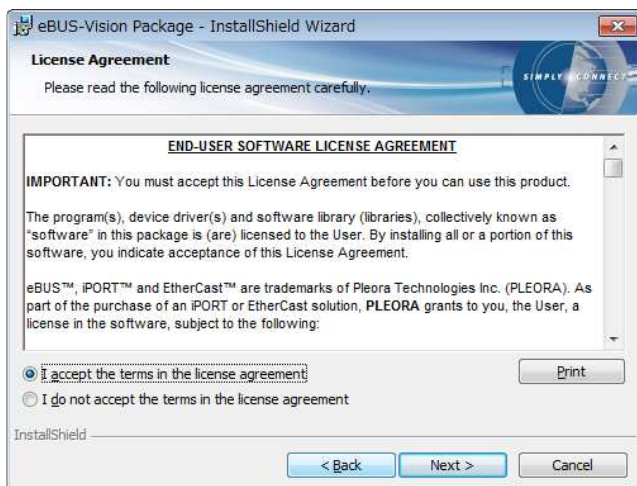 eBUS-Vision Package - InstallShield Wizard
License Agreement
Please read the following license agreement carefully.
SIMPLY CONNECT
END-USER SOFTWARE LICENSE AGREEMENT
IMPORTANT: You must accept this License Agreement before you can use this product.
The program(s), device driver(s) and software library (libraries), collectively known as
“software” in this package is (are) licensed to the User. By installing all or a portion of this
software, you indicate acceptance of this License Agreement.
eBUS™, iPORT™ and EtherCast™ are trademarks of Pleora Technologies Inc. (PLEORA). As
part of the purchase of an iPORT or EtherCast solution, PLEORA grants to you, the User, a
license in the software, subject to the following:
I accept the terms in the license agreement
Print
I do not accept the terms in the license agreement
InstallShield
< Back
Next >
Cancel